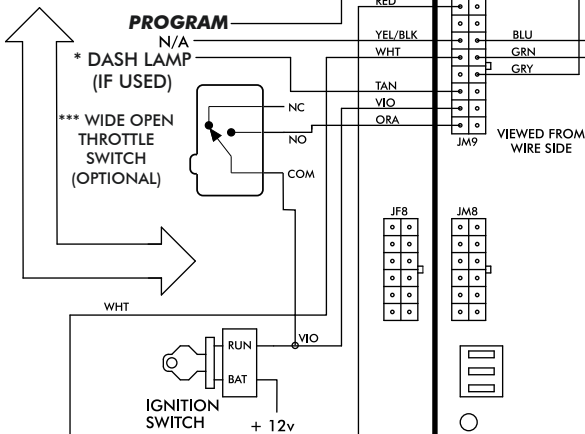 RED
PROGRAM
N/A
YEL/BLK
BLU
* DASH LAMP
(IF USED)
WHT
GRN
GRY
TAN
NC
VIO
*** WIDE OPEN
THROTTLE
SWITCH
(OPTIONAL)
NO
ORA
JM9
VIEWED FROM
WIRE SIDE
COM
JF8
JM8
WHT
RUN
VIO
BAT
IGNITION
SWITCH
+ 12v